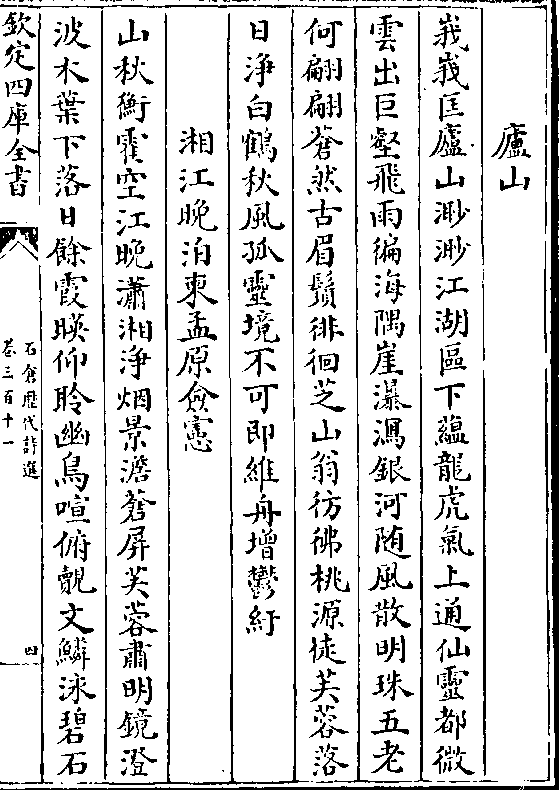 廬山
峩峩匡廬山渺渺江湖區下蘊龍虎氣上通仙靈都微
雲出巨壑飛雨徧海隅崖瀑瀉銀河随風散明珠五老
何翩翩蒼然古眉鬚徘徊芝山翁彷彿桃源徒芙蓉落
日浄白鶴秋風孤靈境不可即維舟增鬱紆
湘江晚泊柬孟原僉憲
山秋衡霍空江晚瀟湘浄烟景澹蒼屏芙蓉肅明鏡澄
波木葉下落日餘霞暎仰聆幽鳥喧俯覿文鱗泳碧石
欽定四庫全書
石倉歴代詩選
卷三百十一
四